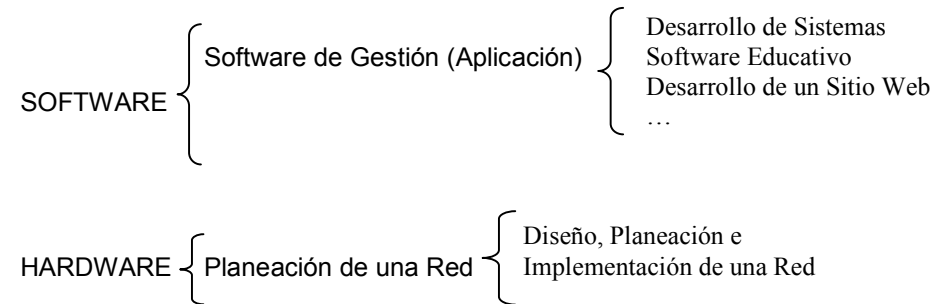 Desarrollo de Sistemas
Software de Gestión (Aplicación)
Software Educativo
Desarrollo de un Sitio Web
SOFTWARE
…
Diseño, Planeación e
HARDWARE
Planeación de una Red
Implementación de una Red